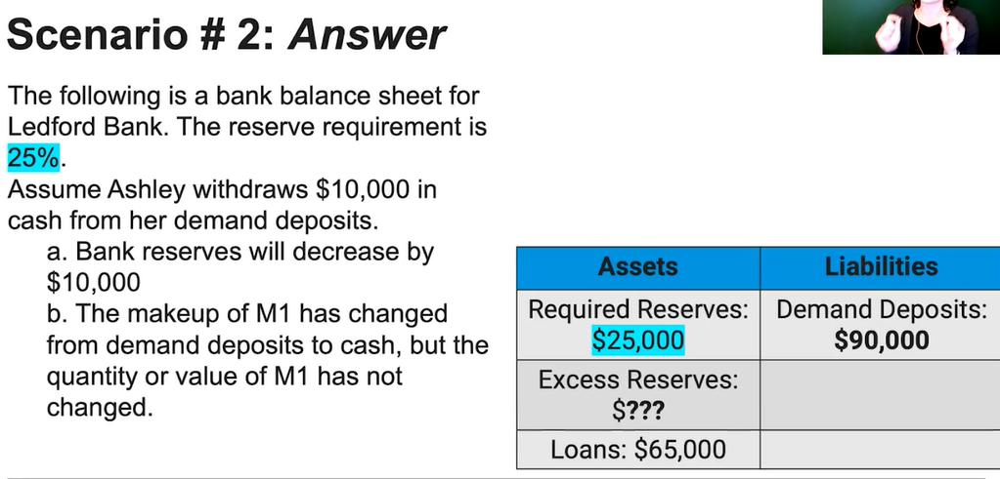 Scenario # 2: Answer
The following is a bank balance sheet for
Ledford Bank. The reserve requirement is
25%.
Assume Ashley withdraws $10,000 in
cash from her demand deposits.
a. Bank reserves will decrease by
$10,000
b. The makeup of M1 has changed
from demand deposits to cash, but the
quantity or value of M1 has not
changed.
Assets Liabilities
Required Reserves: Demand Deposits:
$25,000 $90,000
Excess Reserves:
$???
Loans: $65,000